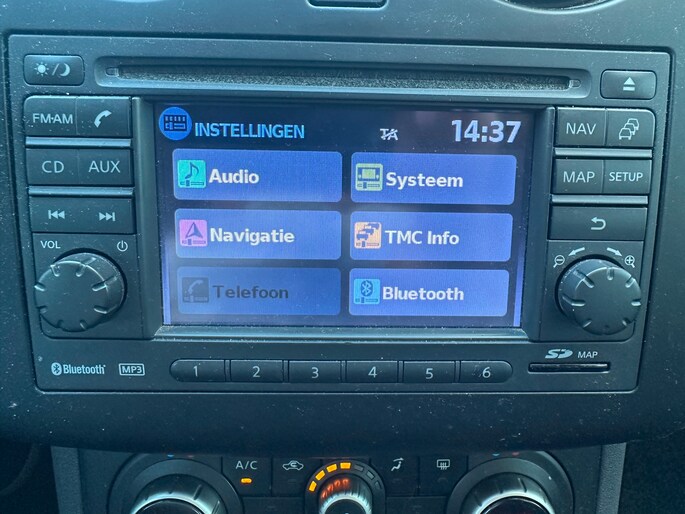 INSTELLINGEN TA 14:37
FM•AM
NAV
CD AUX
MAP SETUP
Audio Systeem
Navigatie TMC Info
Telefoon Bluetooth
VOL
Bluetooth MP3
1 2 3 4 5 6
SD MAP
A/C